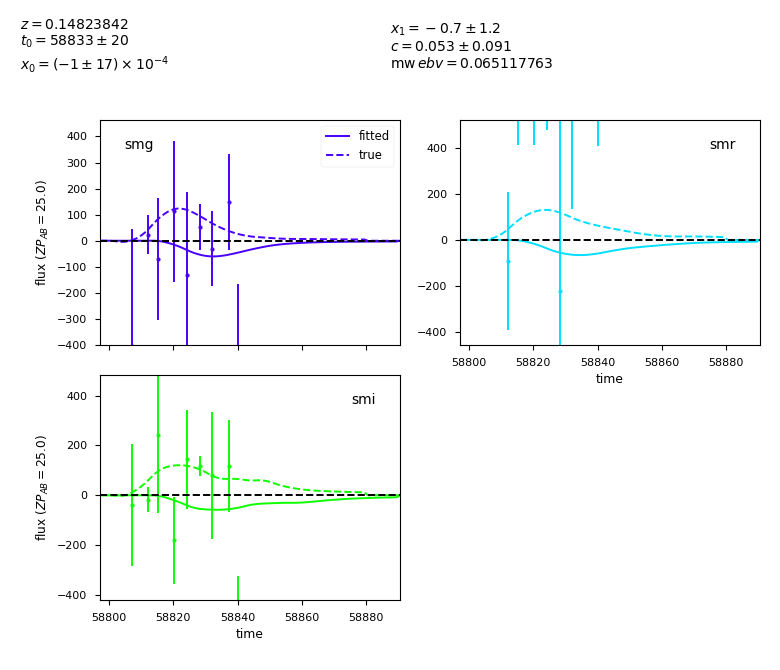 z = 0.14823842
t₀ = 58833 ± 20
x₀ = (−1 ± 17) × 10⁻⁴
x₁ = −0.7 ± 1.2
c = 0.053 ± 0.091
mw ebv = 0.065117763
smg
fitted
true
400
300
200
100
0
−100
−200
−300
−400
flux (ZP_AB = 25.0)
smr
400
200
0
−200
−400
58800 58820 58840 58860 58880
time
smi
400
200
0
−200
−400
flux (ZP_AB = 25.0)
58800 58820 58840 58860 58880
time